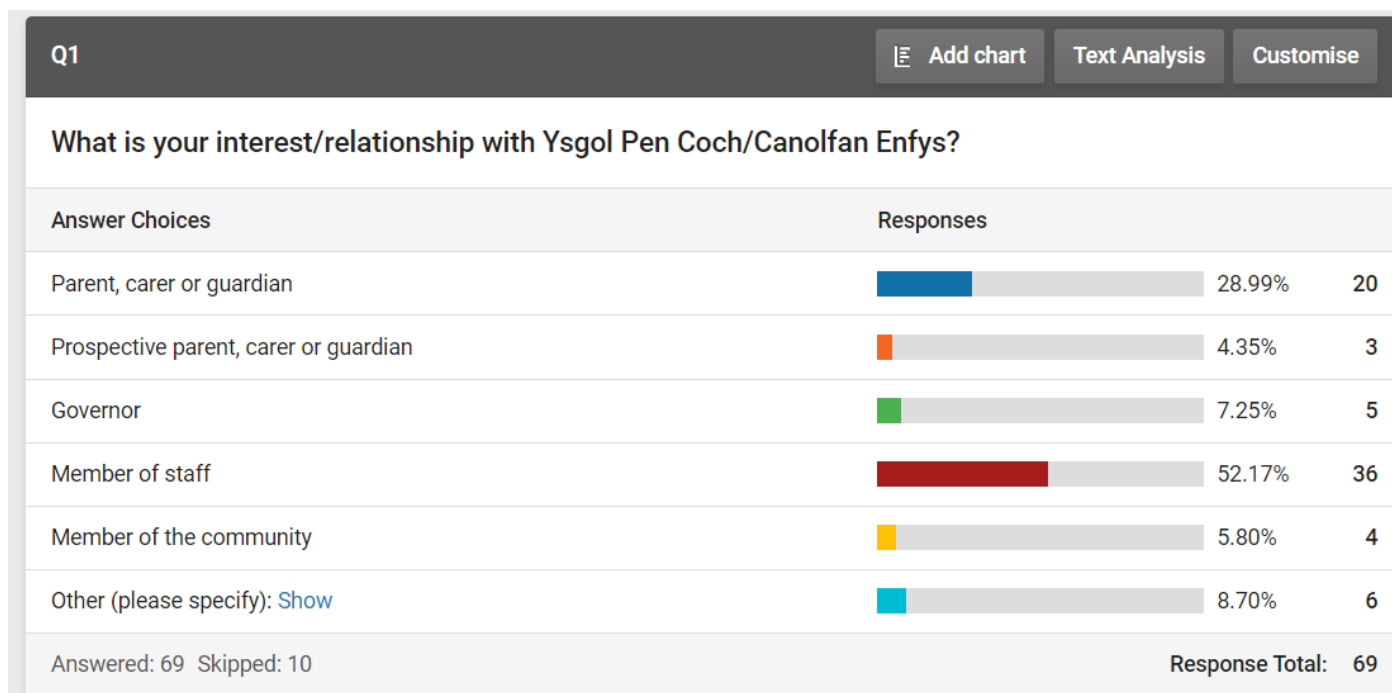 Q1 Add chart Text Analysis Customise
What is your interest/relationship with Ysgol Pen Coch/Canolfan Enfys?
Answer Choices Responses
Parent, carer or guardian 28.99% 20
Prospective parent, carer or guardian 4.35% 3
Governor 7.25% 5
Member of staff 52.17% 36
Member of the community 5.80% 4
Other (please specify): Show 8.70% 6
Answered: 69 Skipped: 10 Response Total: 69